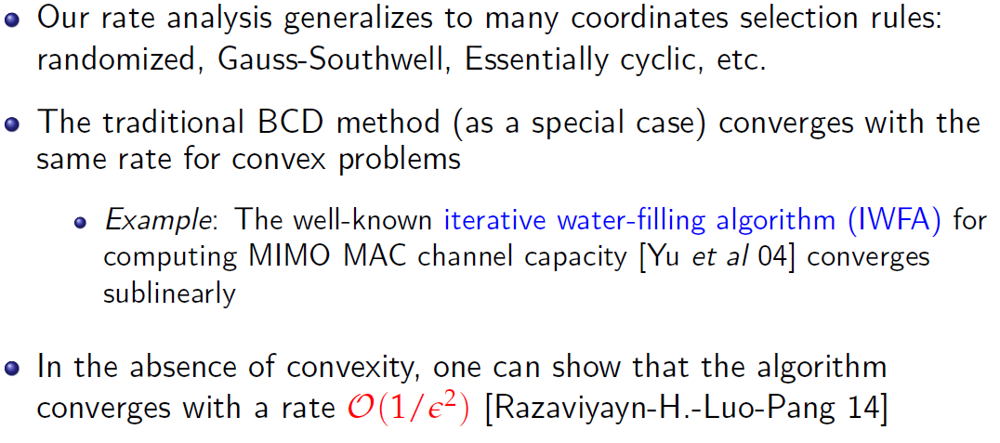 Our rate analysis generalizes to many coordinates selection rules:
randomized, Gauss-Southwell, Essentially cyclic, etc.
The traditional BCD method (as a special case) converges with the
same rate for convex problems
Example: The well-known iterative water-filling algorithm (IWFA) for
computing MIMO MAC channel capacity [Yu et al 04] converges
sublinearly
In the absence of convexity, one can show that the algorithm
converges with a rate 𝒪(1/ϵ²) [Razaviyayn-H.-Luo-Pang 14]